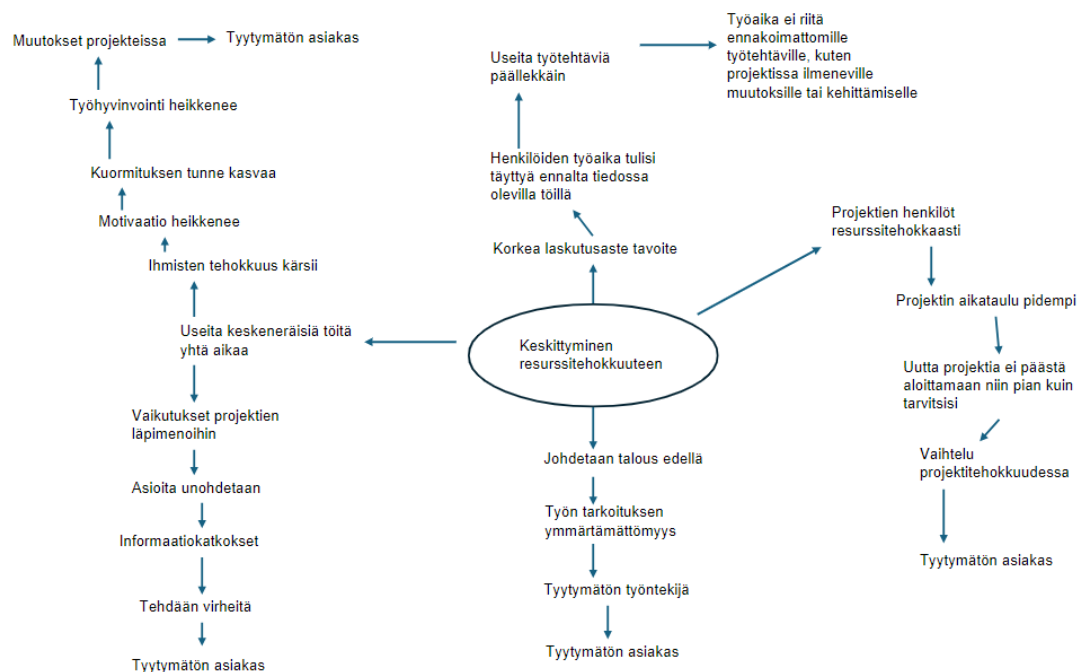 Muutokset projekteissa
Tyytymätön asiakas
Työhyvinvointi heikkenee
Kuormituksen tunne kasvaa
Motivaatio heikkenee
Ihmisten tehokkuus kärsii
Useita keskeneräisiä töitä
yhtä aikaa
Vaikutukset projektien
läpimenoihin
Asioita unohdetaan
Informaatiokatkokset
Tehdään virheitä
Tyytymätön asiakas
Useita työtehtäviä
päällekkäin
Työaika ei riitä
ennakoimattomille
työtehtäville, kuten
projektissa ilmeneville
muutoksille tai kehittämiselle
Henkilöiden työaika tulisi
täyttyä ennalta tiedossa
olevilla töillä
Korkea laskutusaste tavoite
Keskittyminen
resurssitehokkuuteen
Johdetaan talous edellä
Työn tarkoituksen
ymmärtämättömyys
Tyytymätön työntekijä
Tyytymätön asiakas
Projektien henkilöt
resurssitehokkaasti
Projektin aikataulu pidempi
Uutta projektia ei päästä
aloittamaan niin pian kuin
tarvitsisi
Vaihtelu
projektitehokkuudessa
Tyytymätön asiakas